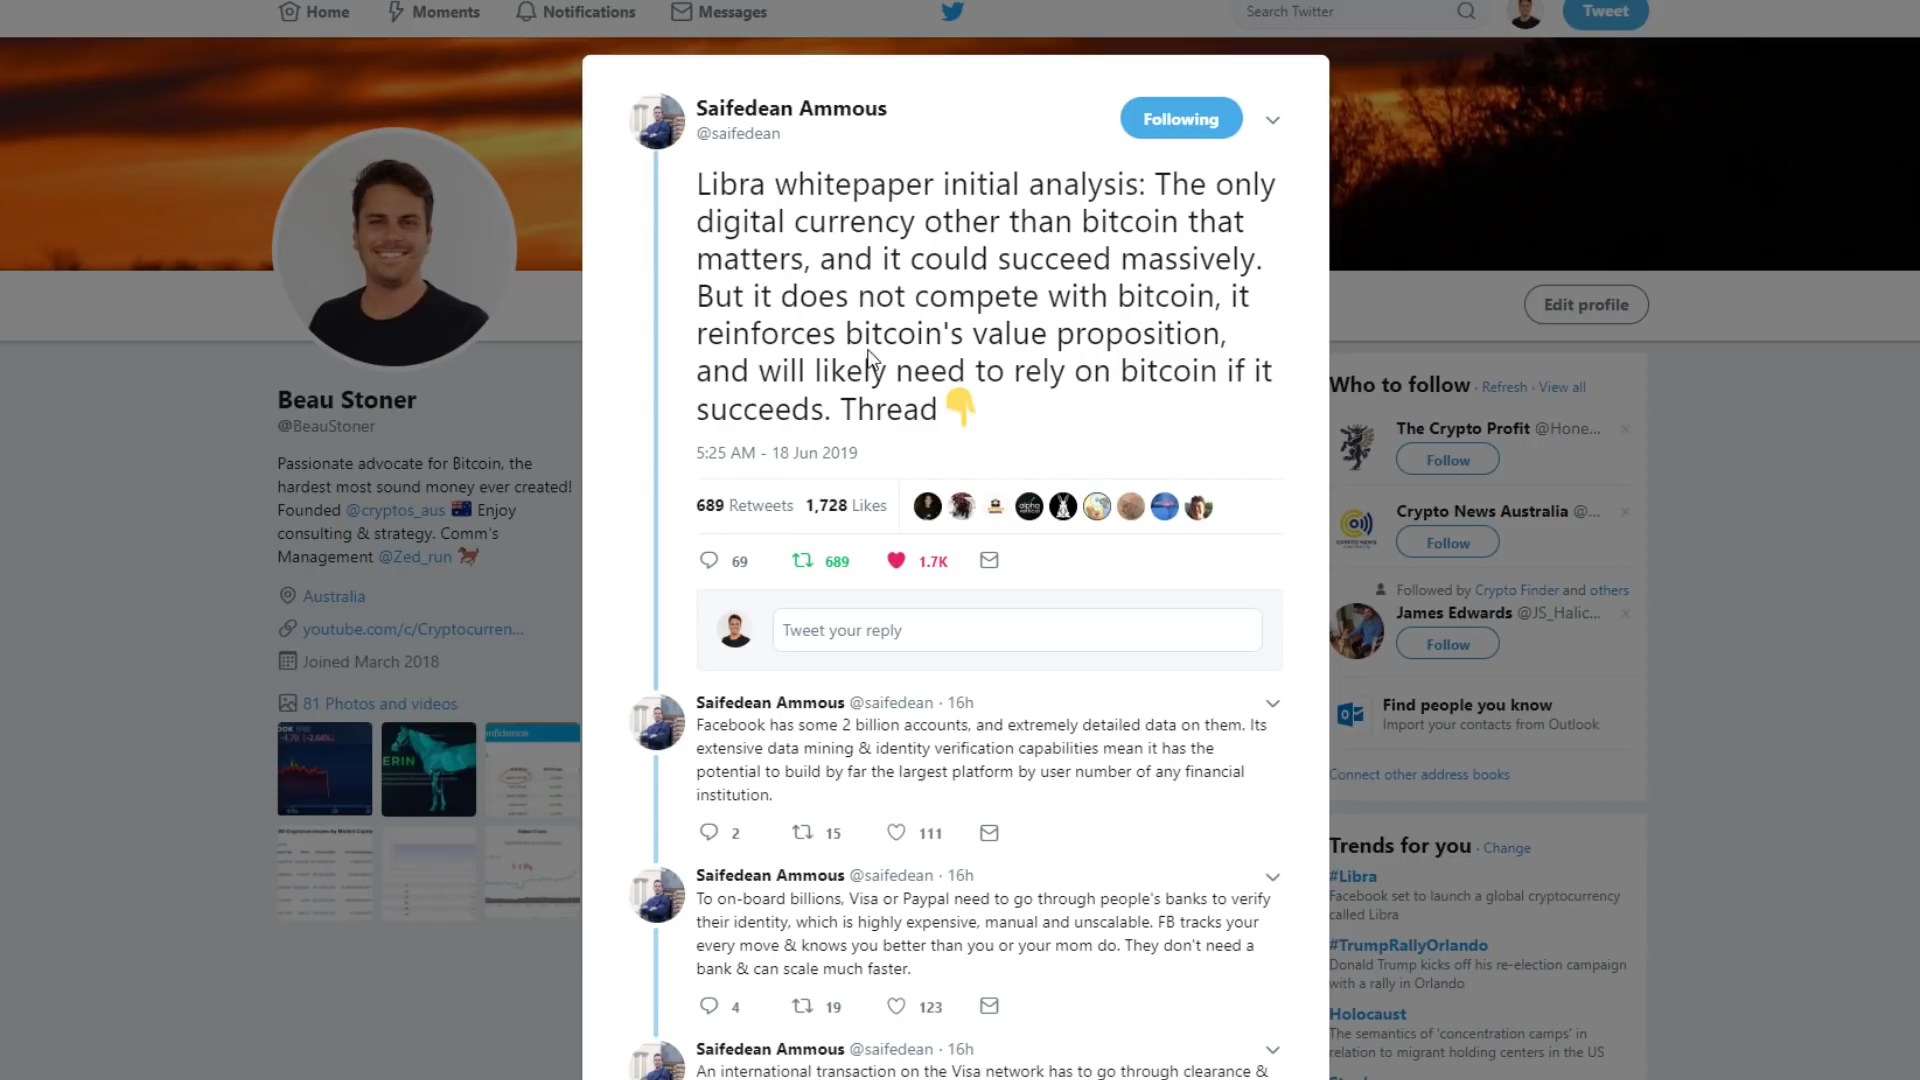 Home
Moments
Notifications
Messages
Search Twitter
Tweet
Edit profile
Beau Stoner
@BeauStoner
Passionate advocate for Bitcoin, the
hardest most sound money ever created!
Founded @cryptos_aus 🇦🇺 Enjoy
consulting & strategy. Comm's
Management @Zed_run 🐎
Australia
youtube.com/c/Cryptocurren...
Joined March 2018
81 Photos and videos
-4.70 (-2.64%)
ERIN
nfidence
Saifedean Ammous
@saifedean
Following
Libra whitepaper initial analysis: The only
digital currency other than bitcoin that
matters, and it could succeed massively.
But it does not compete with bitcoin, it
reinforces bitcoin's value proposition,
and will likely need to rely on bitcoin if it
succeeds. Thread👇
5:25 AM - 18 Jun 2019
689 Retweets 1,728 Likes
alpha
69 689 1.7K
Tweet your reply
Saifedean Ammous @saifedean · 16h
Facebook has some 2 billion accounts, and extremely detailed data on them. Its
extensive data mining & identity verification capabilities mean it has the
potential to build by far the largest platform by user number of any financial
institution.
2 15 111
Saifedean Ammous @saifedean · 16h
To on-board billions, Visa or Paypal need to go through people's banks to verify
their identity, which is highly expensive, manual and unscalable. FB tracks your
every move & knows you better than you or your mom do. They don't need a
bank & can scale much faster.
4 19 123
Saifedean Ammous @saifedean · 16h
An international transaction on the Visa network has to go through clearance &
Who to follow · Refresh · View all
The Crypto Profit @Hone...
Follow
Crypto News Australia @...
CRYPTO NEWS
Follow
Followed by Crypto Finder and others
James Edwards @JS_Halic...
Follow
Find people you know
Import your contacts from Outlook
Connect other address books
Trends for you · Change
#Libra
Facebook set to launch a global cryptocurrency
called Libra
#TrumpRallyOrlando
Donald Trump kicks off his re-election campaign
with a rally in Orlando
Holocaust
The semantics of 'concentration camps' in
relation to migrant holding centers in the US